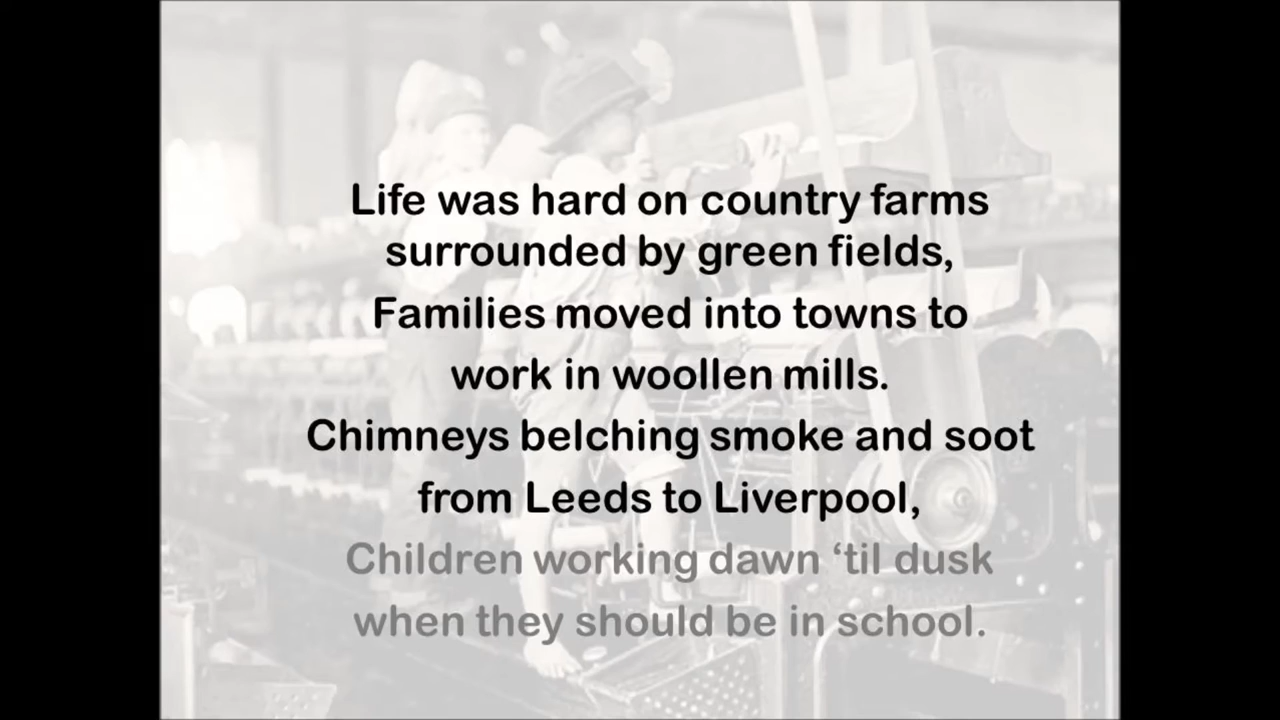 Life was hard on country farms
surrounded by green fields,
Families moved into towns to
work in woollen mills.
Chimneys belching smoke and soot
from Leeds to Liverpool,
Children working dawn ‘til dusk
when they should be in school.